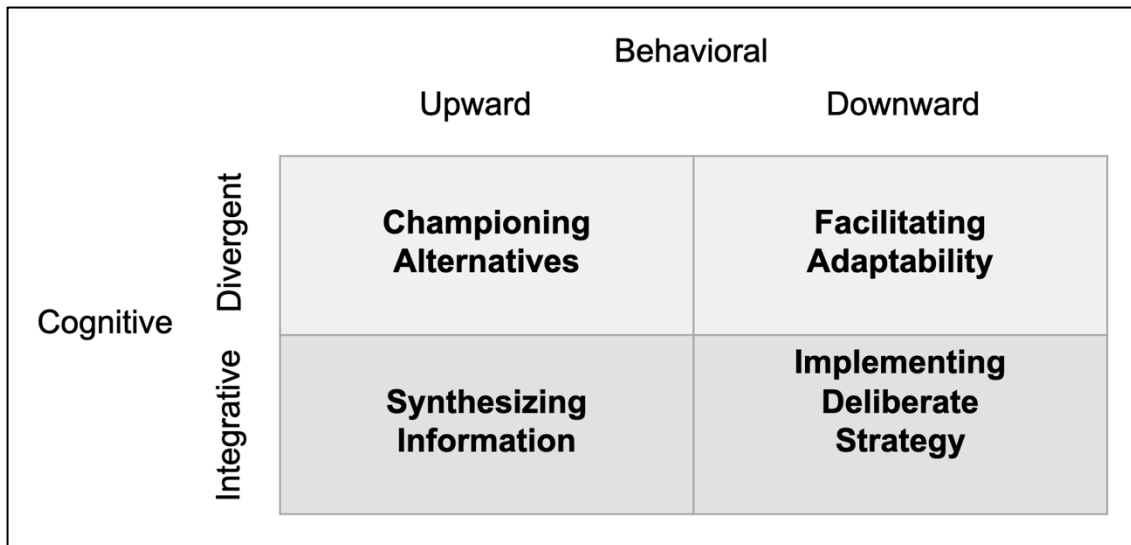 Behavioral
Upward
Downward
Cognitive
Divergent
Integrative
Championing
Alternatives
Facilitating
Adaptability
Synthesizing
Information
Implementing
Deliberate
Strategy